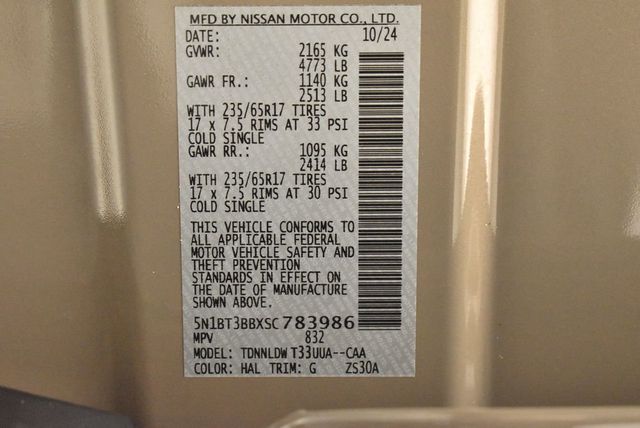 MFD BY NISSAN MOTOR CO., LTD.
DATE: 10/24
GVWR: 2165 KG
4773 LB
GAWR FR.: 1140 KG
2513 LB
WITH 235/65R17 TIRES
17 x 7.5 RIMS AT 33 PSI
COLD SINGLE
GAWR RR.: 1095 KG
2414 LB
WITH 235/65R17 TIRES
17 x 7.5 RIMS AT 30 PSI
COLD SINGLE
THIS VEHICLE CONFORMS TO
ALL APPLICABLE FEDERAL
MOTOR VEHICLE SAFETY AND
THEFT PREVENTION
STANDARDS IN EFFECT ON
THE DATE OF MANUFACTURE
SHOWN ABOVE.
5N1BT3BBXSC783986
MPV 832
MODEL: TDNNLDW T33UUA--CAA
COLOR: HAL TRIM: G ZS30A